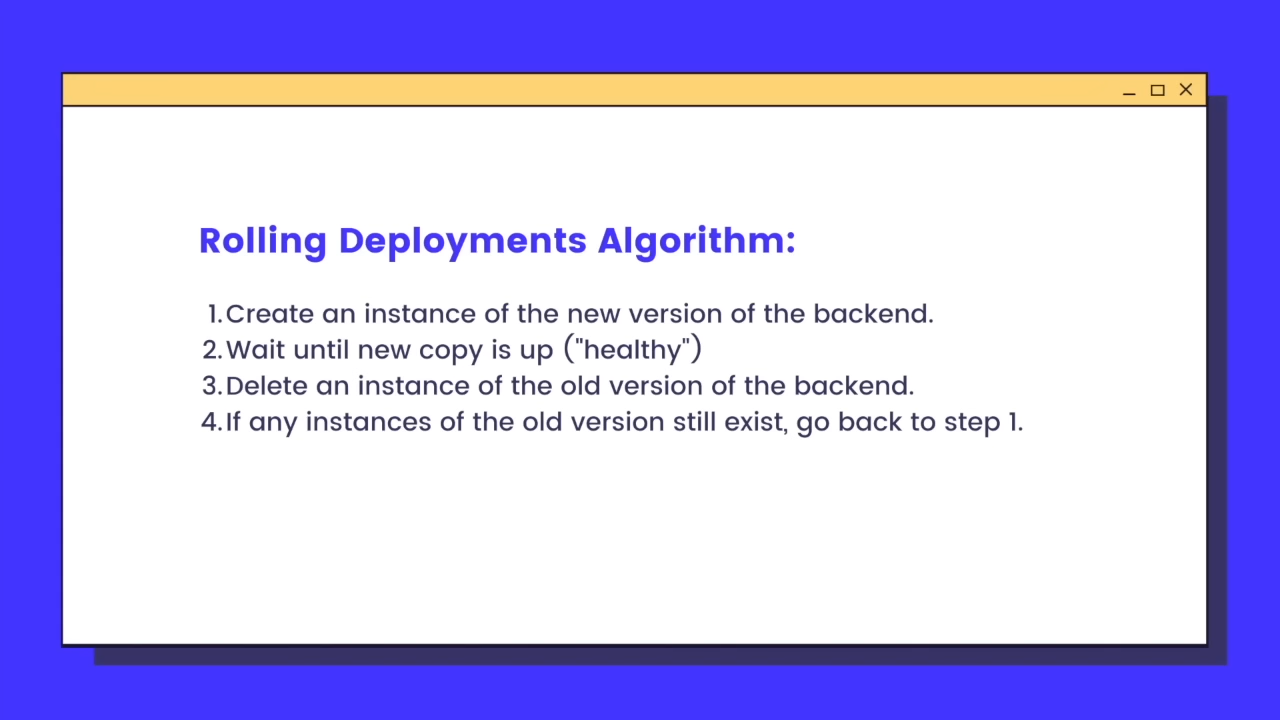 Rolling Deployments Algorithm:
1. Create an instance of the new version of the backend.
2. Wait until new copy is up ("healthy")
3. Delete an instance of the old version of the backend.
4. If any instances of the old version still exist, go back to step 1.